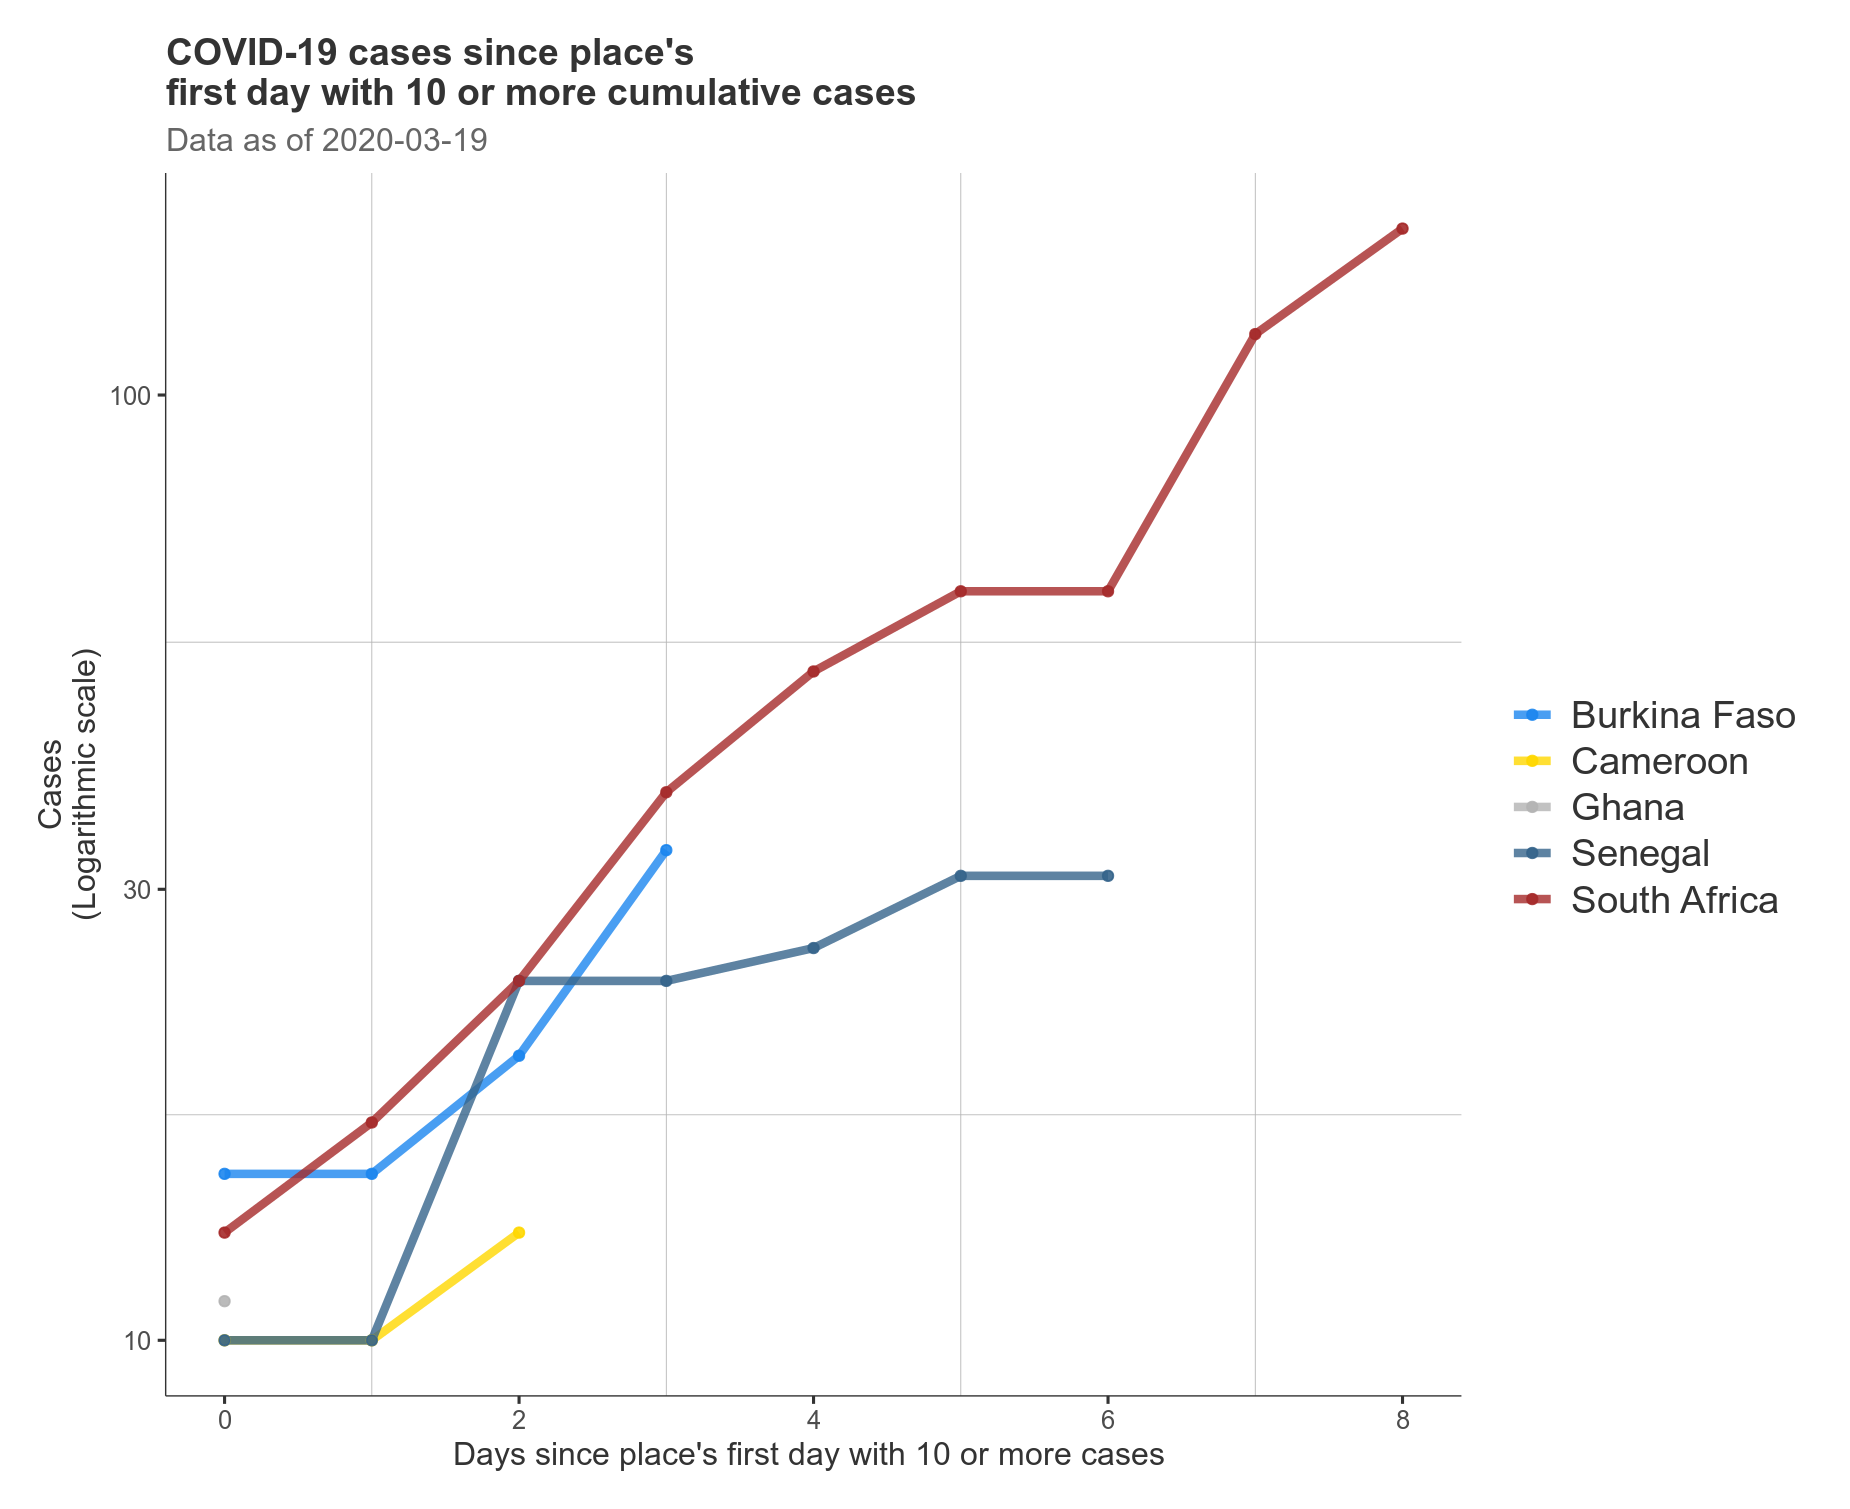 COVID-19 cases since place's
first day with 10 or more cumulative cases
Data as of 2020-03-19
100
30
10
Cases
(Logarithmic scale)
0 2 4 6 8
Days since place's first day with 10 or more cases
Burkina Faso
Cameroon
Ghana
Senegal
South Africa